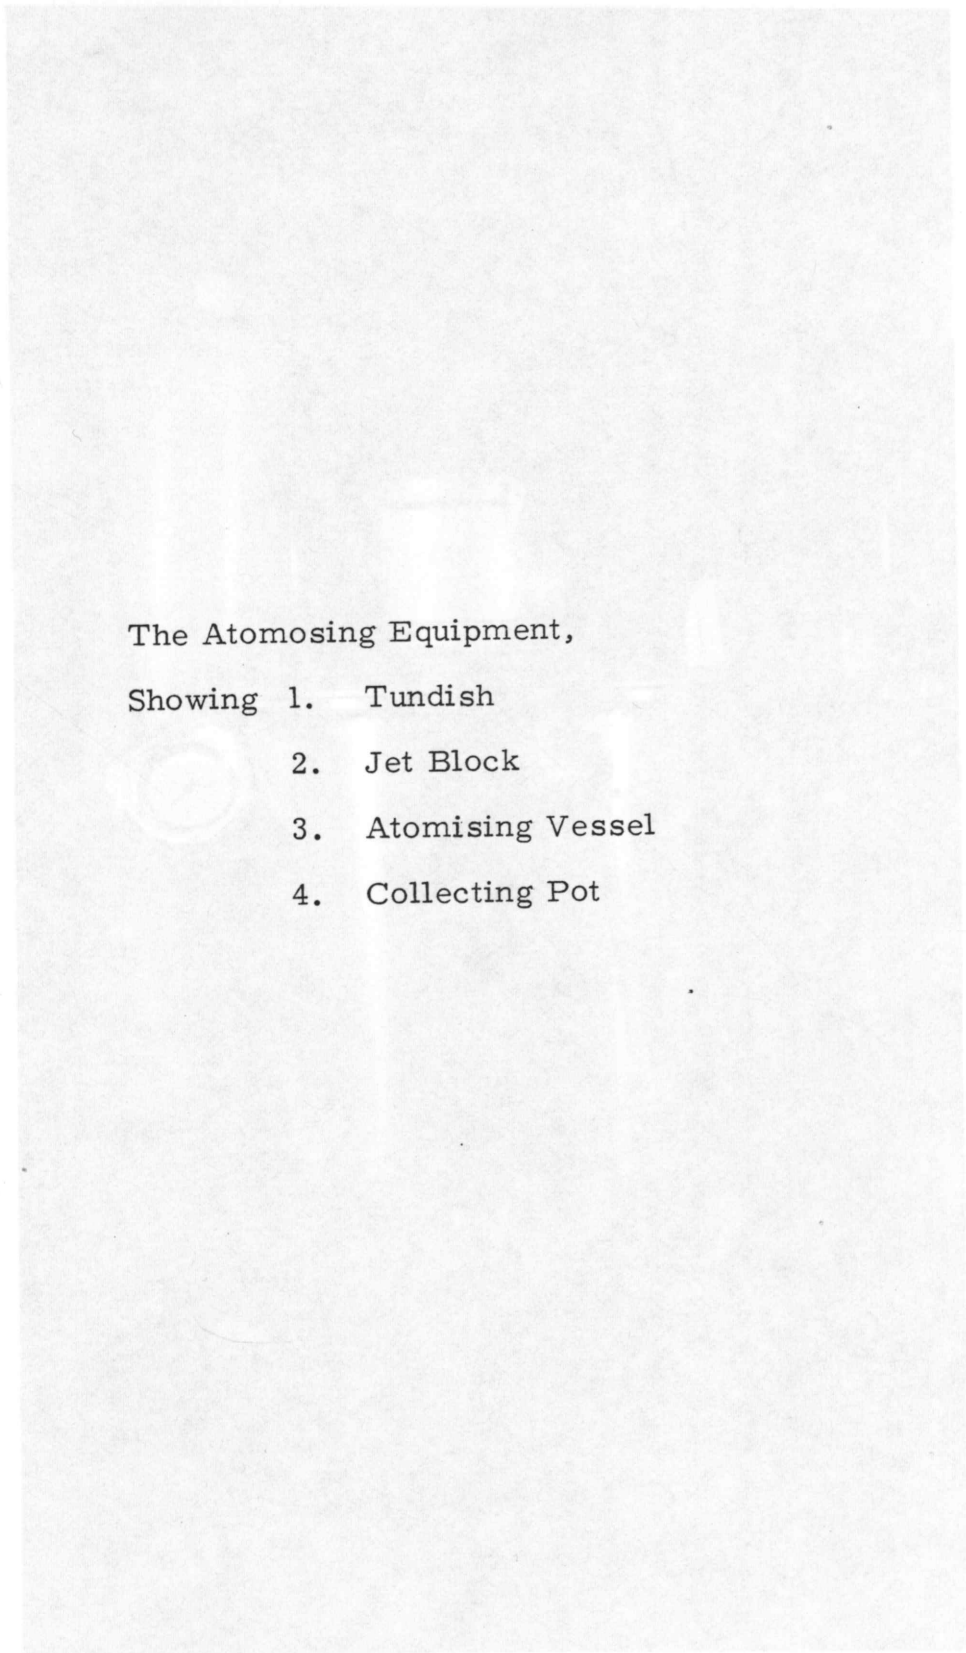 The Atomosing Equipment,
Showing 1. Tundish
2. Jet Block
3. Atomising Vessel
4. Collecting Pot